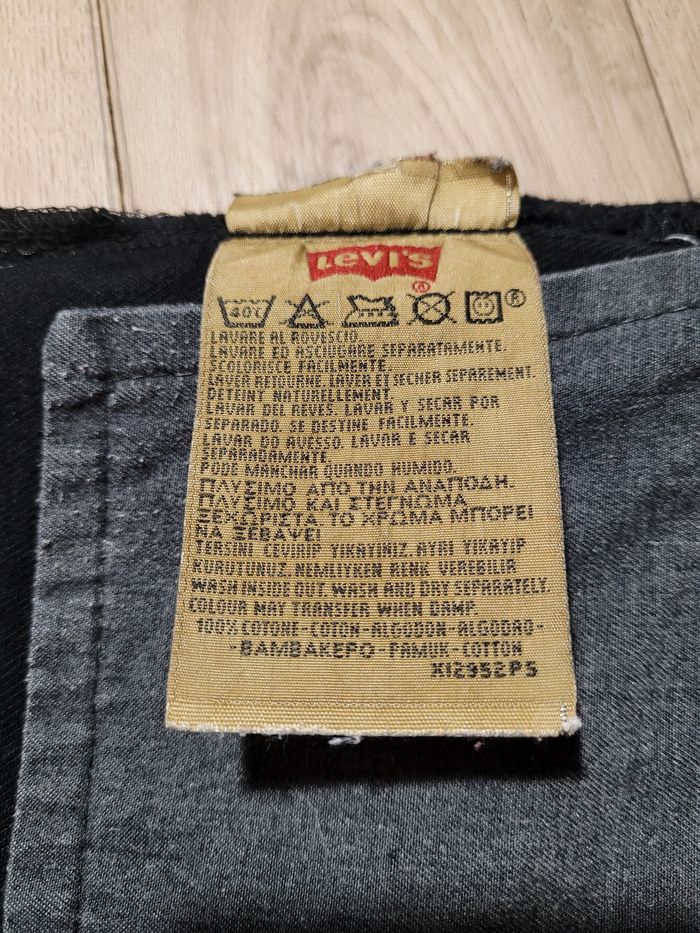 Levi's
®
40C ®
LAVARE AL ROVESCIO.
LAVARE ED ASCIUGARE SEPARATAMENTE.
SCOLORISCE FACILMENTE.
LAVER RETOURNE. LAVER ET SECHER SEPAREMENT.
DETEINT NATURELLEMENT.
LAVAR DEL REVES. LAVAR Y SECAR POR
SEPARADO. SE DESTINE FACILMENTE.
LAVAR DO AVESSO. LAVAR E SECAR
SEPARADAMENTE.
PODE MANCHAR QUANDO HUMIDO.
ΠΛΥΣΙΜΟ ΑΠΟ ΤΗΝ ΑΝΑΠΟΔΗ.
ΠΛΥΣΙΜΟ ΚΑΙ ΣΤΕΓΝΩΜΑ
ΞΕΧΩΡΙΣΤΑ ΤΟ ΧΡΩΜΑ ΜΠΟΡΕΙ
ΝΑ ΞΕΒΑΨΕΙ
TERSINI CEVIRIP YIKAYINIZ. AYRI YIKAYIP
KURUTUNUZ. NEMLIYKEN RENK VEREBILIR
WASH INSIDE OUT. WASH AND DRY SEPARATELY.
COLOUR MAY TRANSFER WHEN DAMP.
100% COTONE-COTON-ALGODON-ALGODAO-
-ΒΑΜΒΑΚΕΡΟ-PAMUK-COTTON
X12952P5